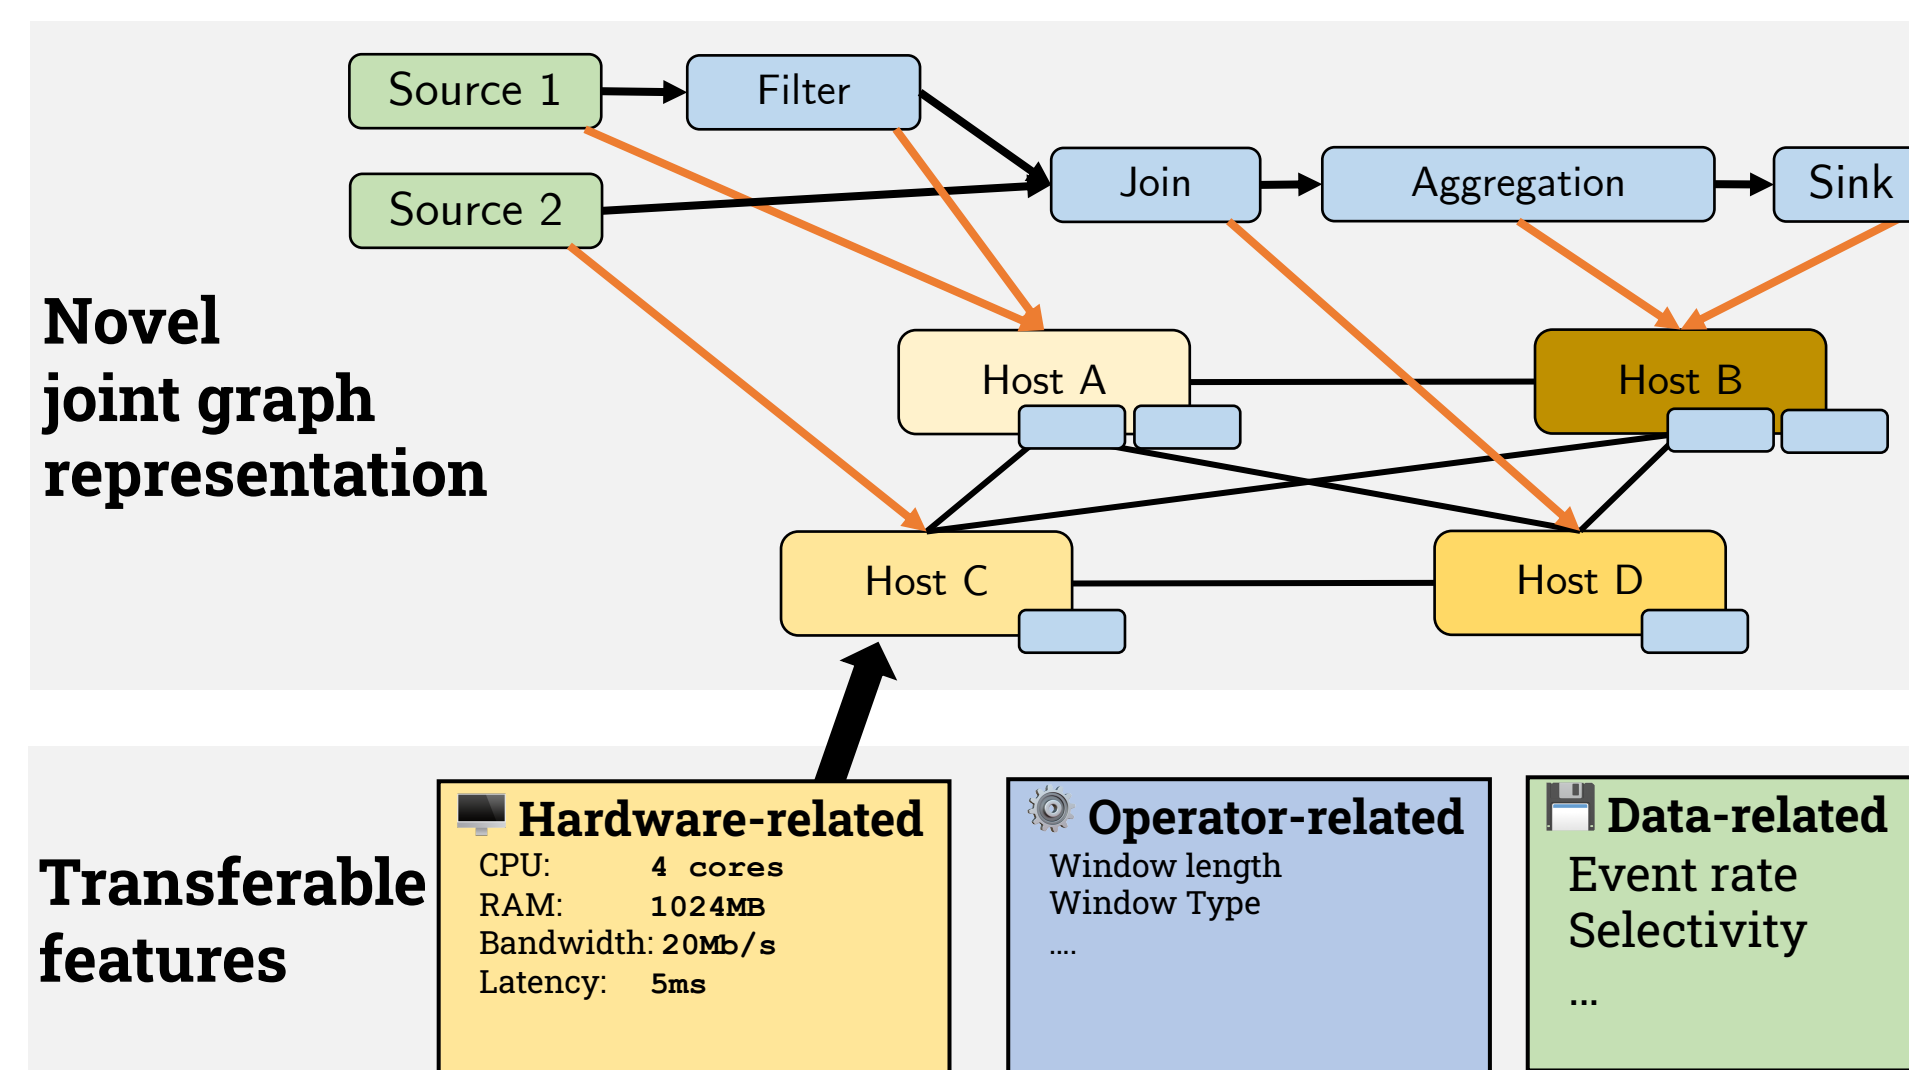 Source 1
Filter
Join
Aggregation
Sink
Source 2
Novel
joint graph
representation
Host A
Host B
Host C
Host D
Transferable
features
Hardware-related
CPU: 4 cores
RAM: 1024MB
Bandwidth: 20Mb/s
Latency: 5ms
Operator-related
Window length
Window Type
....
Data-related
Event rate
Selectivity
...